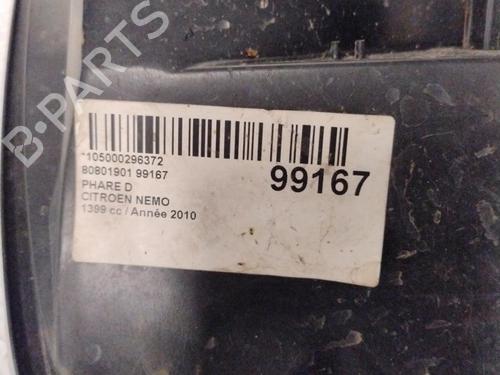 B-PARTS
*105000296372
80801901 99167
99167
PHARE D
CITROEN NEMO
1399 cc / Année 2010